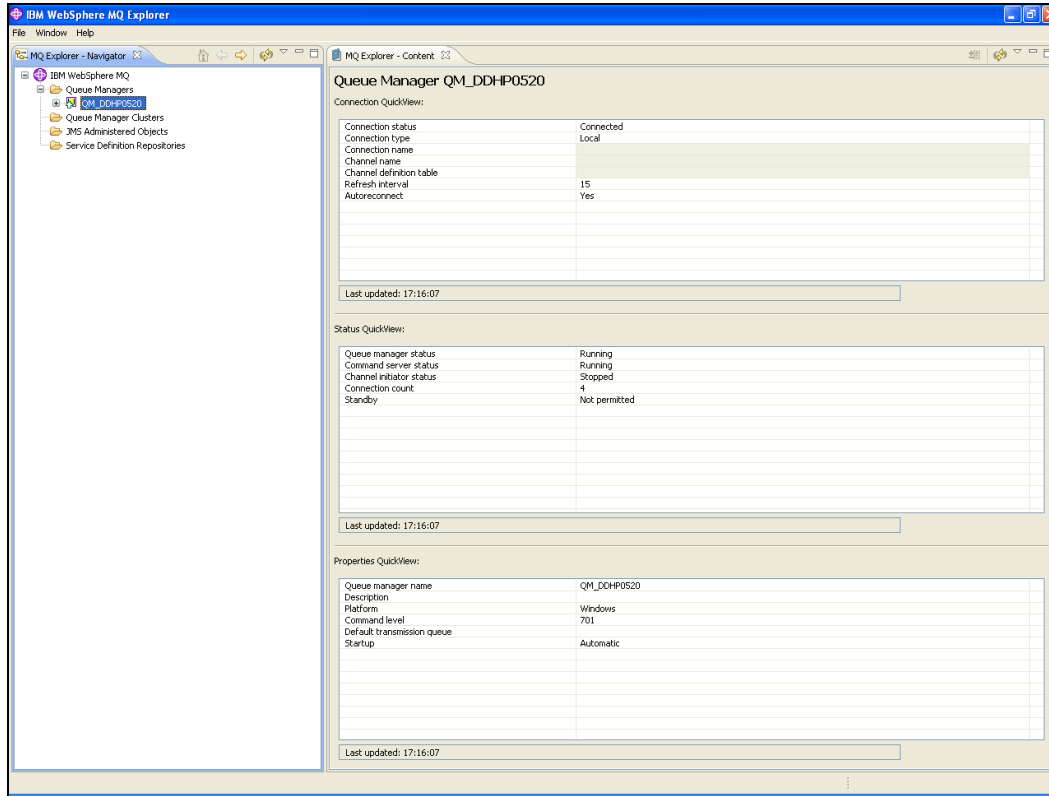 IBM WebSphere MQ Explorer
File Window Help
MQ Explorer - Navigator
IBM WebSphere MQ
Queue Managers
QM_DDHP0520
Queue Manager Clusters
JMS Administered Objects
Service Definition Repositories
MQ Explorer - Content
Queue Manager QM_DDHP0520
Connection QuickView:
Connection status Connected
Connection type Local
Connection name
Channel name
Channel definition table
Refresh interval 15
Autoreconnect Yes
Last updated: 17:16:07
Status QuickView:
Queue manager status Running
Command server status Running
Channel initiator status Stopped
Connection count 4
Standby Not permitted
Last updated: 17:16:07
Properties QuickView:
Queue manager name QM_DDHP0520
Description
Platform Windows
Command level 701
Default transmission queue
Startup Automatic
Last updated: 17:16:07